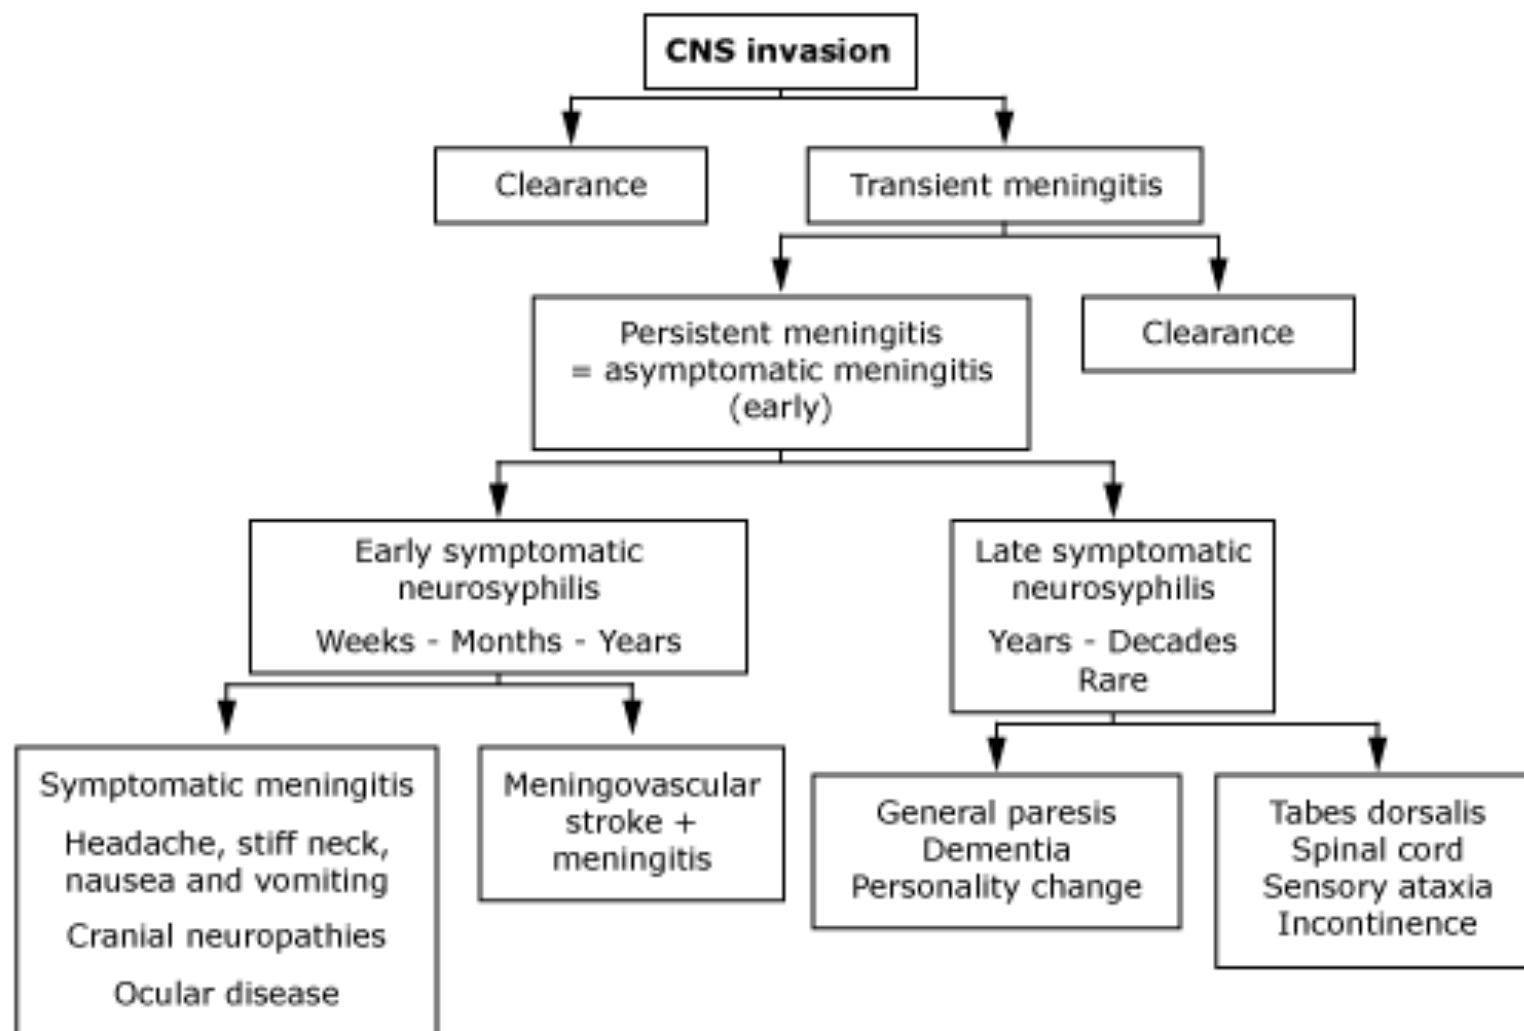 CNS invasion
Clearance
Transient meningitis
Persistent meningitis
= asymptomatic meningitis
(early)
Clearance
Early symptomatic
neurosyphilis
Weeks - Months - Years
Late symptomatic
neurosyphilis
Years - Decades
Rare
Symptomatic meningitis
Headache, stiff neck,
nausea and vomiting
Cranial neuropathies
Ocular disease
Meningovascular
stroke +
meningitis
General paresis
Dementia
Personality change
Tabes dorsalis
Spinal cord
Sensory ataxia
Incontinence